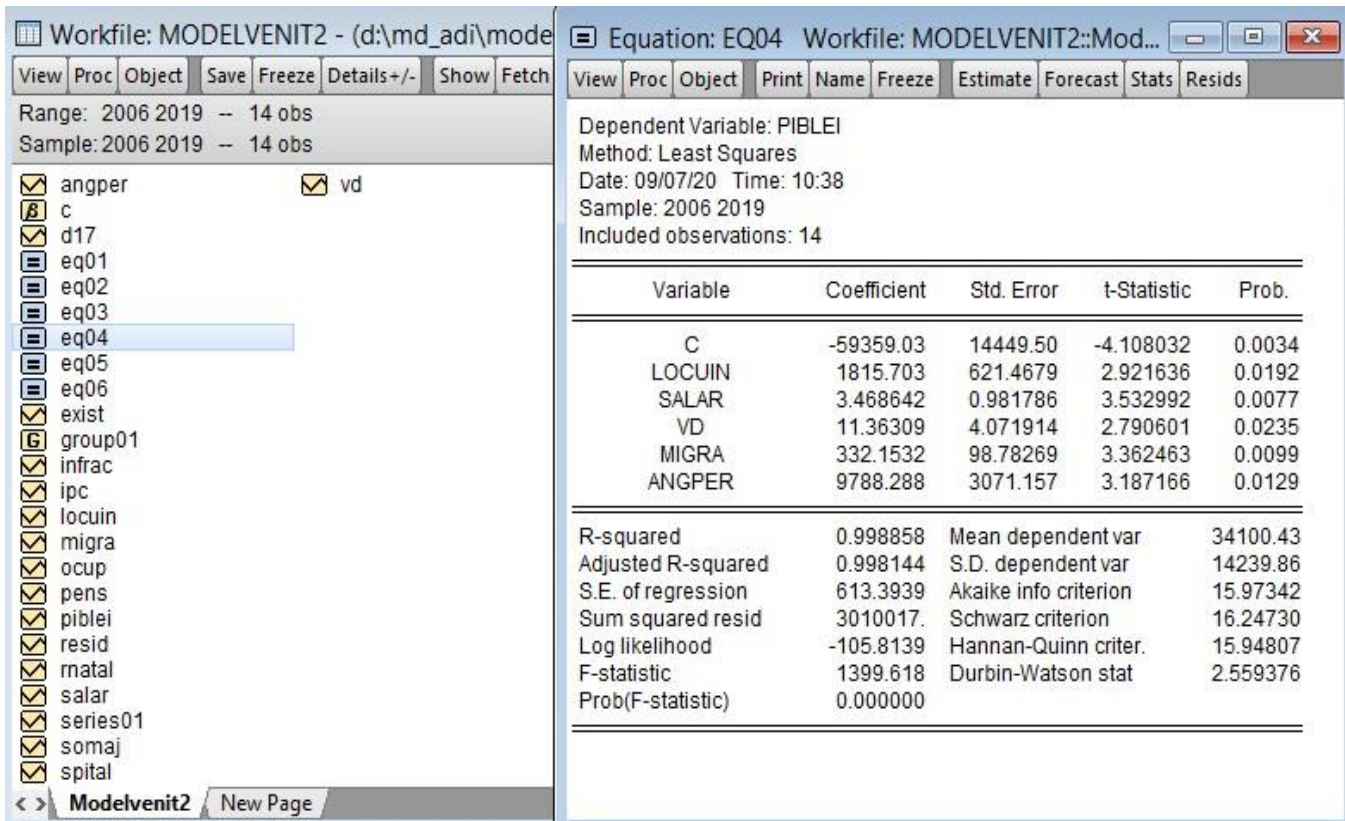 Workfile: MODELVENIT2 - (d:\md_adi\mode
View Proc Object Save Freeze Details+/- Show Fetch
Range: 2006 2019 -- 14 obs
Sample: 2006 2019 -- 14 obs
angper
c
d17
eq01
eq02
eq03
eq04
eq05
eq06
exist
group01
infrac
ipc
locuin
migra
ocup
pens
piblei
resid
rnatal
salar
series01
somaj
spital
vd
Modelvenit2 New Page
Equation: EQ04 Workfile: MODELVENIT2::Mod...
View Proc Object Print Name Freeze Estimate Forecast Stats Resids
Dependent Variable: PIBLEI
Method: Least Squares
Date: 09/07/20 Time: 10:38
Sample: 2006 2019
Included observations: 14
Variable Coefficient Std. Error t-Statistic Prob.
C -59359.03 14449.50 -4.108032 0.0034
LOCUIN 1815.703 621.4679 2.921636 0.0192
SALAR 3.468642 0.981786 3.532992 0.0077
VD 11.36309 4.071914 2.790601 0.0235
MIGRA 332.1532 98.78269 3.362463 0.0099
ANGPER 9788.288 3071.157 3.187166 0.0129
R-squared 0.998858 Mean dependent var 34100.43
Adjusted R-squared 0.998144 S.D. dependent var 14239.86
S.E. of regression 613.3939 Akaike info criterion 15.97342
Sum squared resid 3010017. Schwarz criterion 16.24730
Log likelihood -105.8139 Hannan-Quinn criter. 15.94807
F-statistic 1399.618 Durbin-Watson stat 2.559376
Prob(F-statistic) 0.000000